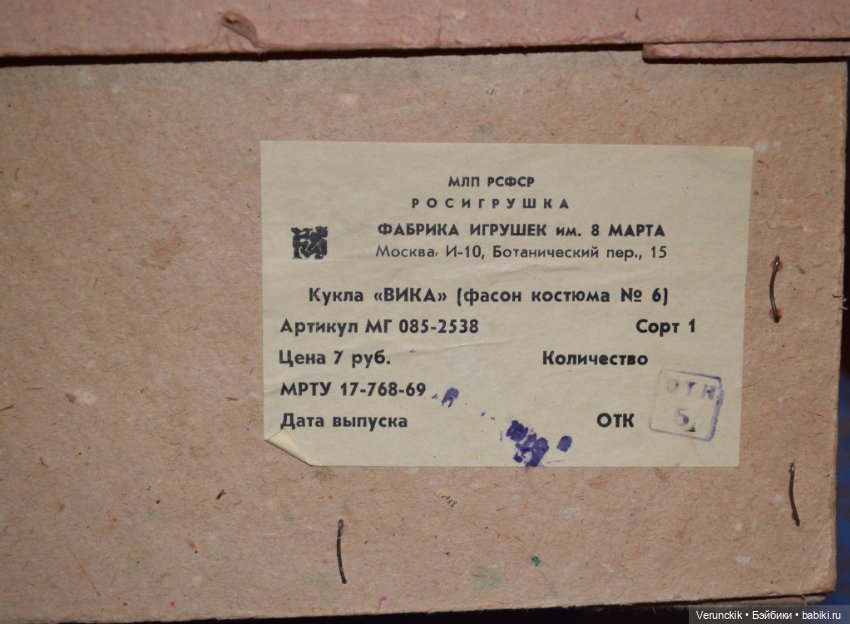 МЛП РСФСР
РОСИГРУШКА
ФАБРИКА ИГРУШЕК им. 8 МАРТА
Москва, И-10, Ботанический пер., 15
Кукла «ВИКА» (фасон костюма № 6)
Артикул МГ 085-2538 Сорт 1
Цена 7 руб. Количество
МРТУ 17-768-69
Дата выпуска ОТК
ОТК
5
Verunckik • Бэйбики • babiki.ru